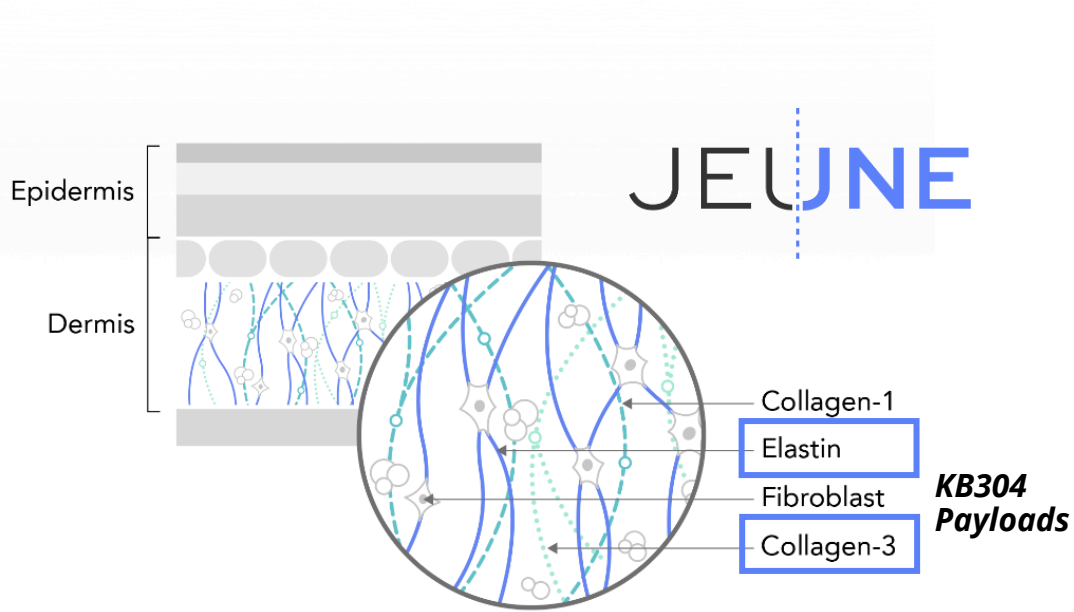 JEUNE
Epidermis
Dermis
Collagen-1
Elastin
Fibroblast
Collagen-3
KB304
Payloads